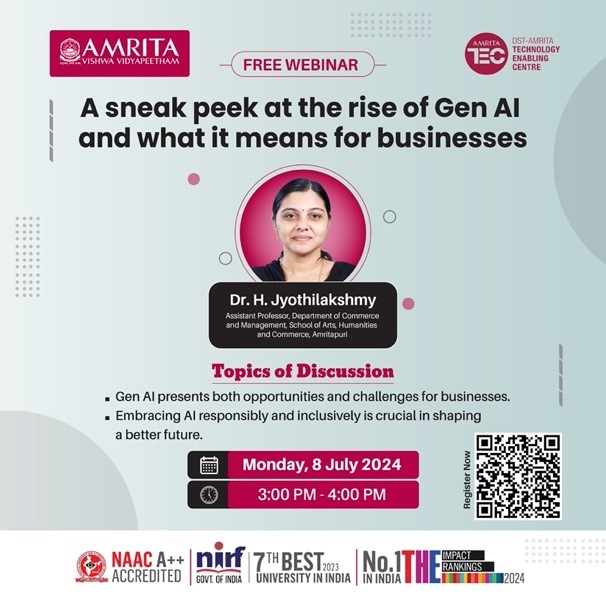 AMRITA
VISHWA VIDYAPEETHAM
FREE WEBINAR
AMRITA
TEC
DST-AMRITA
TECHNOLOGY
ENABLING
CENTRE
A sneak peek at the rise of Gen AI
and what it means for businesses
Dr. H. Jyothilakshmy
Assistant Professor, Department of Commerce
and Management, School of Arts, Humanities
and Commerce, Amritapuri
Topics of Discussion
Gen AI presents both opportunities and challenges for businesses.
Embracing AI responsibly and inclusively is crucial in shaping
a better future.
Monday, 8 July 2024
3:00 PM - 4:00 PM
Register Now
NAAC A++
ACCREDITED
nirf
GOVT. OF INDIA
7TH BEST 2023
UNIVERSITY IN INDIA
No.1
IN INDIA
THE
IMPACT
RANKINGS
2024